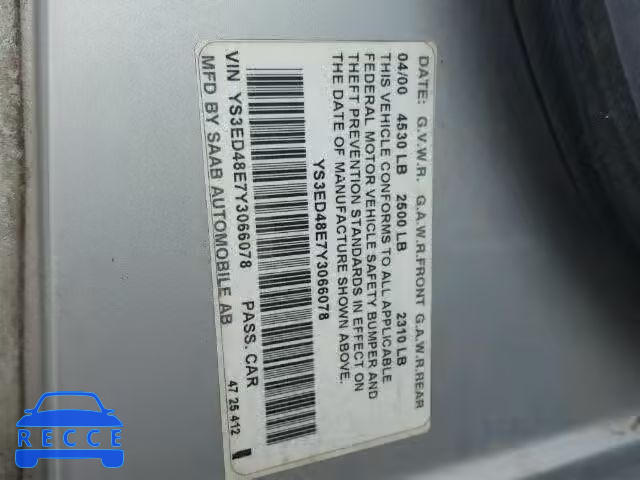 DATE: G.V.W.R. G.A.W.R.FRONT G.A.W.R.REAR
04/00 4530 LB 2500 LB 2310 LB
THIS VEHICLE CONFORMS TO ALL APPLICABLE
FEDERAL MOTOR VEHICLE SAFETY BUMPER AND
THEFT PREVENTION STANDARDS IN EFFECT ON
THE DATE OF MANUFACTURE SHOWN ABOVE.
YS3ED48E7Y3066078
VIN YS3ED48E7Y3066078 PASS. CAR 47 25 412
MFD BY SAAB AUTOMOBILE AB
RECCE